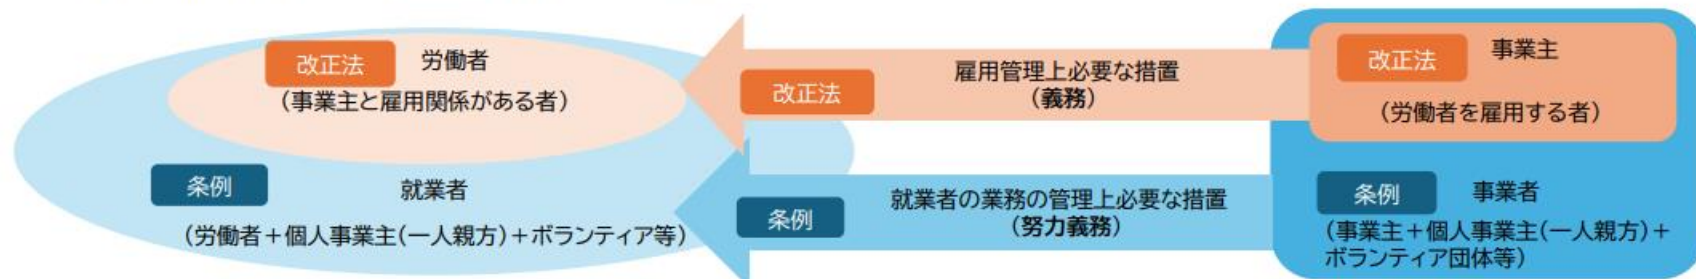 改正法 労働者
(事業主と雇用関係がある者)
改正法
雇用管理上必要な措置
(義務)
改正法 事業主
(労働者を雇用する者)
条例 就業者
(労働者+個人事業主(一人親方)+ボランティア等)
条例
就業者の業務の管理上必要な措置
(努力義務)
条例 事業者
(事業主+個人事業主(一人親方)+
ボランティア団体等)